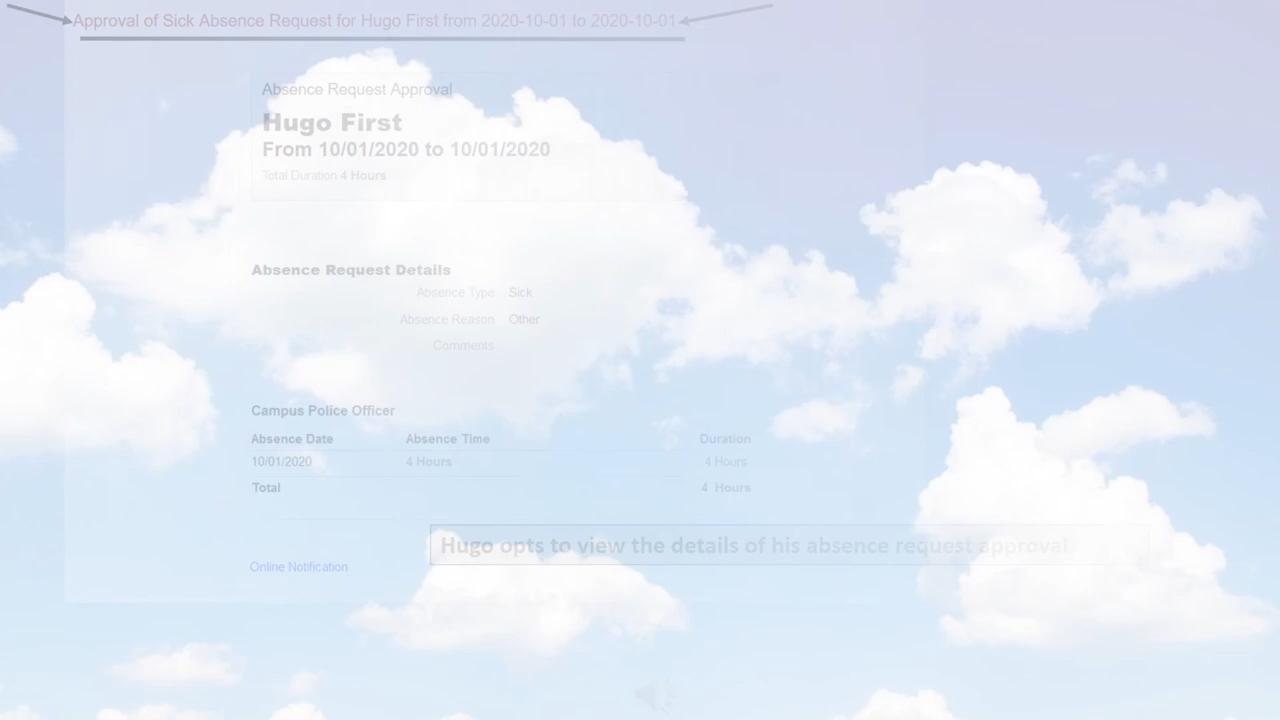 Approval of Sick Absence Request for Hugo First from 2020-10-01 to 2020-10-01
Absence Request Approval
Hugo First
From 10/01/2020 to 10/01/2020
Total Duration 4 Hours
Absence Request Details
Absence Type Sick
Absence Reason Other
Comments
Campus Police Officer
Absence Date Absence Time Duration
10/01/2020 4 Hours 4 Hours
Total 4 Hours
Hugo opts to view the details of his absence request approval
Online Notification